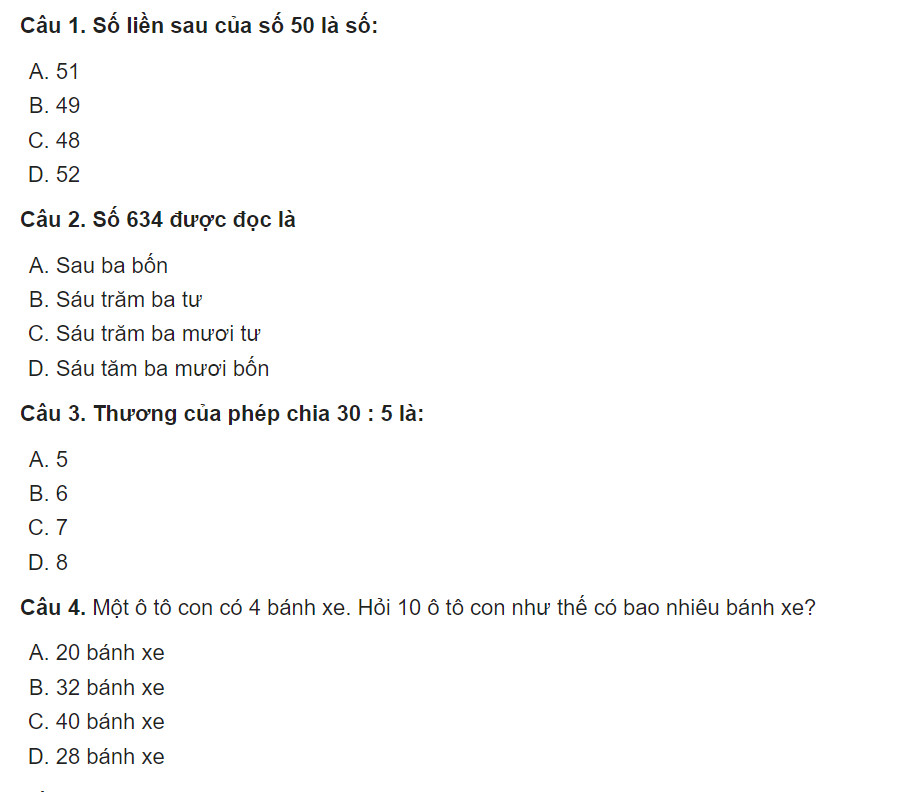 Câu 1. Số liền sau của số 50 là số:
A. 51
B. 49
C. 48
D. 52
Câu 2. Số 634 được đọc là
A. Sau ba bốn
B. Sáu trăm ba tư
C. Sáu trăm ba mươi tư
D. Sáu tăm ba mươi bốn
Câu 3. Thương của phép chia 30 : 5 là:
A. 5
B. 6
C. 7
D. 8
Câu 4. Một ô tô con có 4 bánh xe. Hỏi 10 ô tô con như thế có bao nhiêu bánh xe?
A. 20 bánh xe
B. 32 bánh xe
C. 40 bánh xe
D. 28 bánh xe